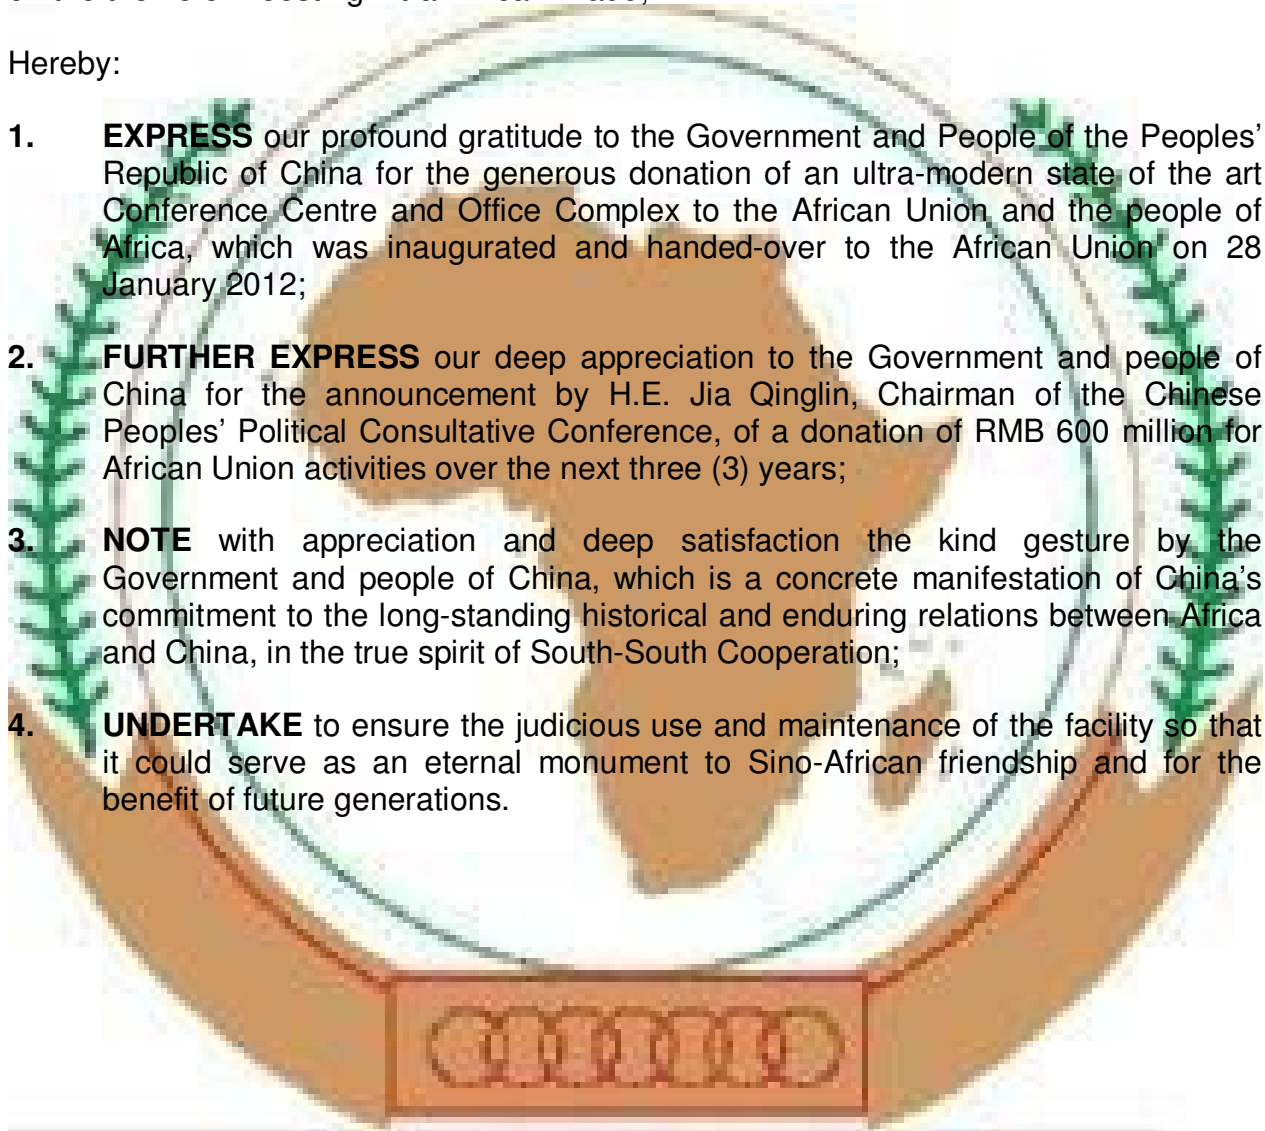 Hereby:
1. EXPRESS our profound gratitude to the Government and People of the Peoples’
Republic of China for the generous donation of an ultra-modern state of the art
Conference Centre and Office Complex to the African Union and the people of
Africa, which was inaugurated and handed-over to the African Union on 28
January 2012;
2. FURTHER EXPRESS our deep appreciation to the Government and people of
China for the announcement by H.E. Jia Qinglin, Chairman of the Chinese
Peoples’ Political Consultative Conference, of a donation of RMB 600 million for
African Union activities over the next three (3) years;
3. NOTE with appreciation and deep satisfaction the kind gesture by the
Government and people of China, which is a concrete manifestation of China’s
commitment to the long-standing historical and enduring relations between Africa
and China, in the true spirit of South-South Cooperation;
4. UNDERTAKE to ensure the judicious use and maintenance of the facility so that
it could serve as an eternal monument to Sino-African friendship and for the
benefit of future generations.